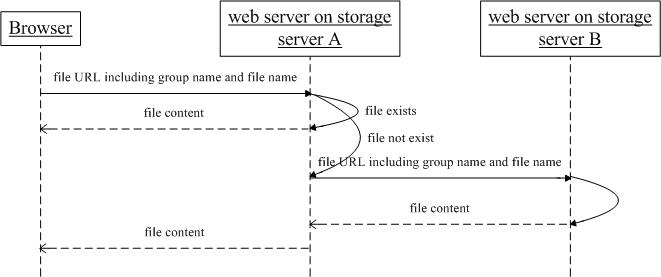 Browser
web server on storage
server A
web server on storage
server B
file URL including group name and file name
file exists
file content
file not exist
file URL including group name and file name
file content
file content